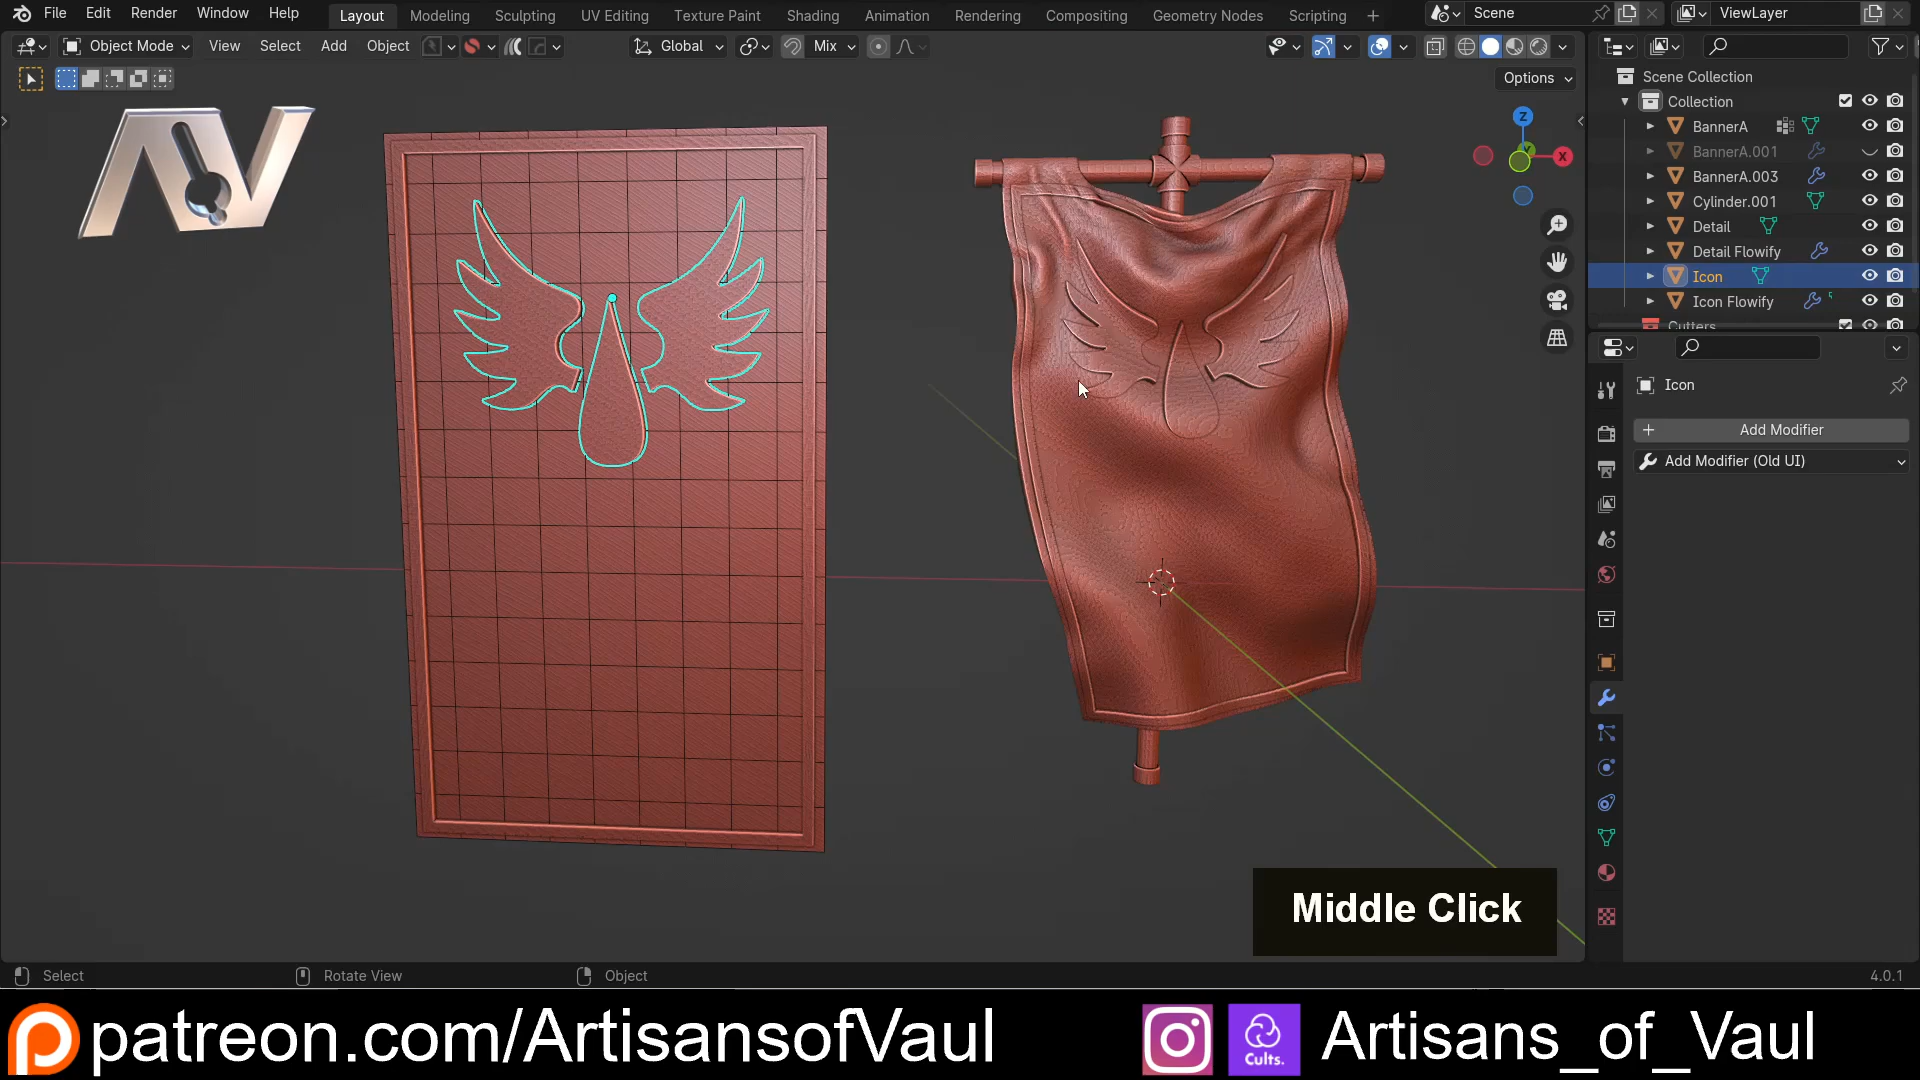 File Edit Render Window Help Layout Modeling Sculpting UV Editing Texture Paint Shading Animation Rendering Compositing Geometry Nodes Scripting + Scene ViewLayer
Object Mode View Select Add Object Global Mix
Options
Scene Collection
Collection
BannerA
BannerA.001
BannerA.003
Cylinder.001
Detail
Detail Flowify
Icon
Icon Flowify
Cutters
Z
Y
X
AV
Icon
+ Add Modifier
Add Modifier (Old UI)
Middle Click
Select Rotate View Object 4.0.1
patreon.com/ArtisansofVaul Cults. Artisans_of_Vaul